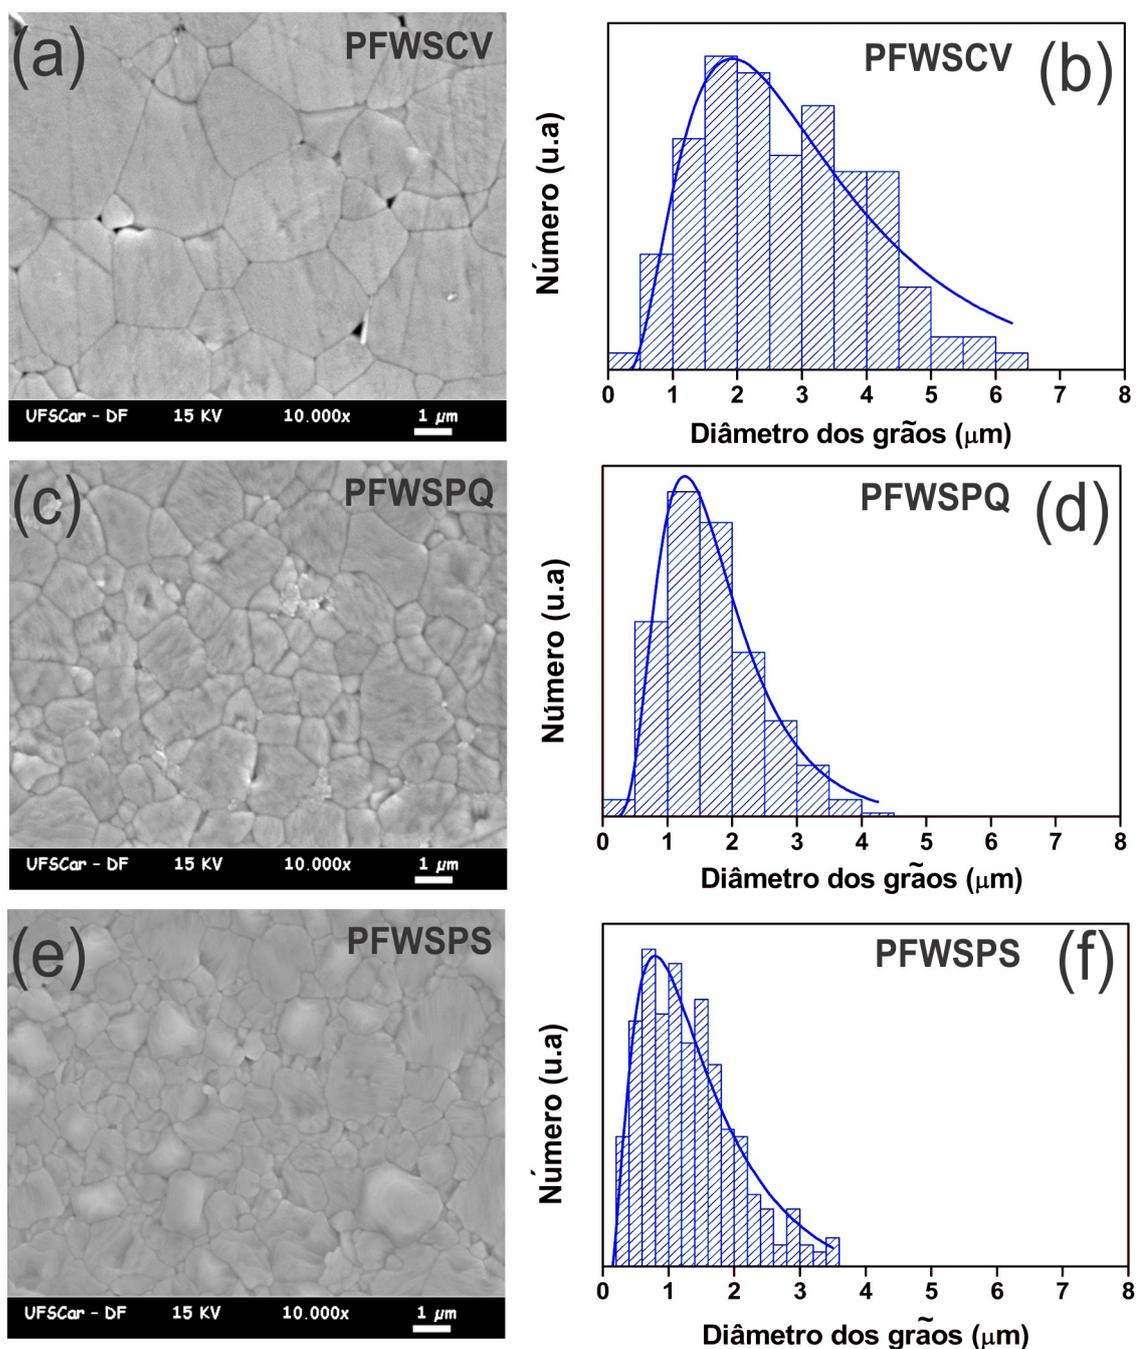 (a) PFWSCV
UFSCar - DF 15 KV 10.000x 1 µm
PFWSCV (b)
Número (u.a)
0 1 2 3 4 5 6 7 8
Diâmetro dos grãos (µm)
(c) PFWSPQ
UFSCar - DF 15 KV 10.000x 1 µm
PFWSPQ (d)
Número (u.a)
0 1 2 3 4 5 6 7 8
Diâmetro dos grãos (µm)
(e) PFWSPS
UFSCar - DF 15 KV 10.000x 1 µm
PFWSPS (f)
Número (u.a)
0 1 2 3 4 5 6 7 8
Diâmetro dos grãos (µm)